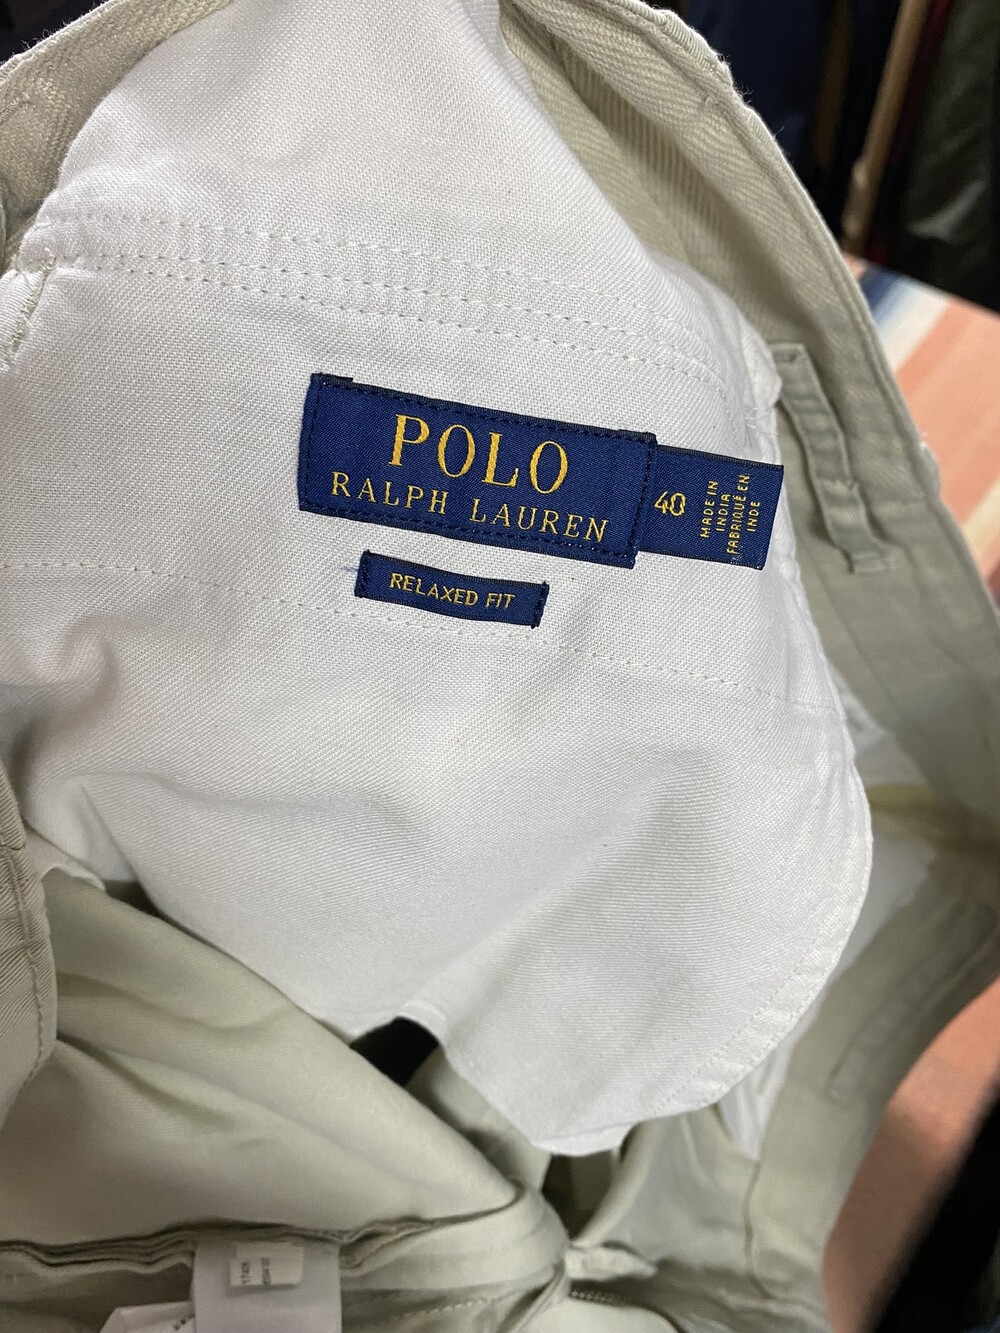 POLO
RALPH LAUREN
40
MADE IN
INDIA
FABRIQUÉ EN
INDE
RELAXED FIT